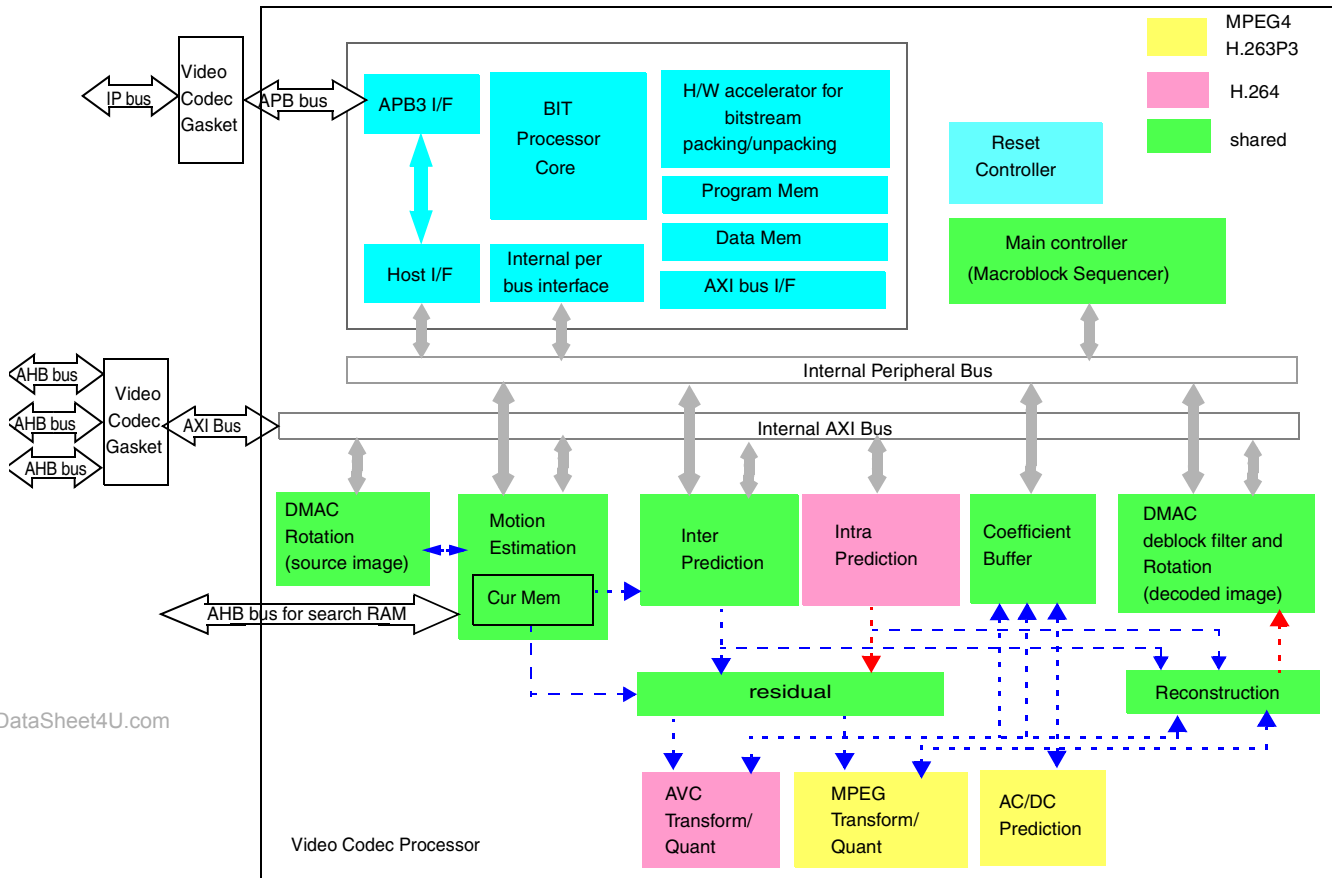 MPEG4
H.263P3
H.264
shared
Video
Codec
Gasket
IP bus
APB bus
APB3 I/F
BIT
Processor
Core
H/W accelerator for
bitstream
packing/unpacking
Program Mem
Data Mem
AXI bus I/F
Host I/F
Internal per
bus interface
Reset
Controller
Main controller
(Macroblock Sequencer)
Internal Peripheral Bus
AHB bus
AHB bus
AHB bus
Video
Codec
Gasket
AXI Bus
Internal AXI Bus
DMAC
Rotation
(source image)
Motion
Estimation
Cur Mem
Inter
Prediction
Intra
Prediction
Coefficient
Buffer
DMAC
deblock filter and
Rotation
(decoded image)
AHB bus for search RAM
residual
Reconstruction
DataSheet4U.com
AVC
Transform/
Quant
MPEG
Transform/
Quant
AC/DC
Prediction
Video Codec Processor